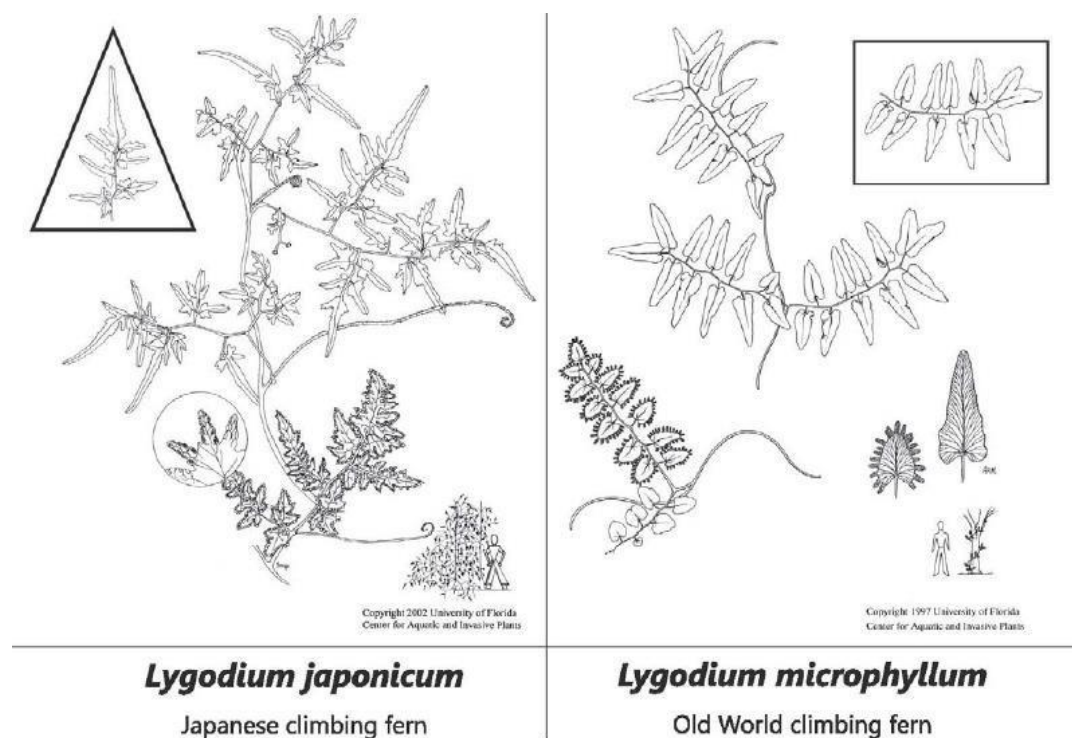 Copyright 2002 University of Florida
Center for Aquatic and Invasive Plants
Lygodium japonicum
Japanese climbing fern
Copyright 1997 University of Florida
Center for Aquatic and Invasive Plants
Lygodium microphyllum
Old World climbing fern